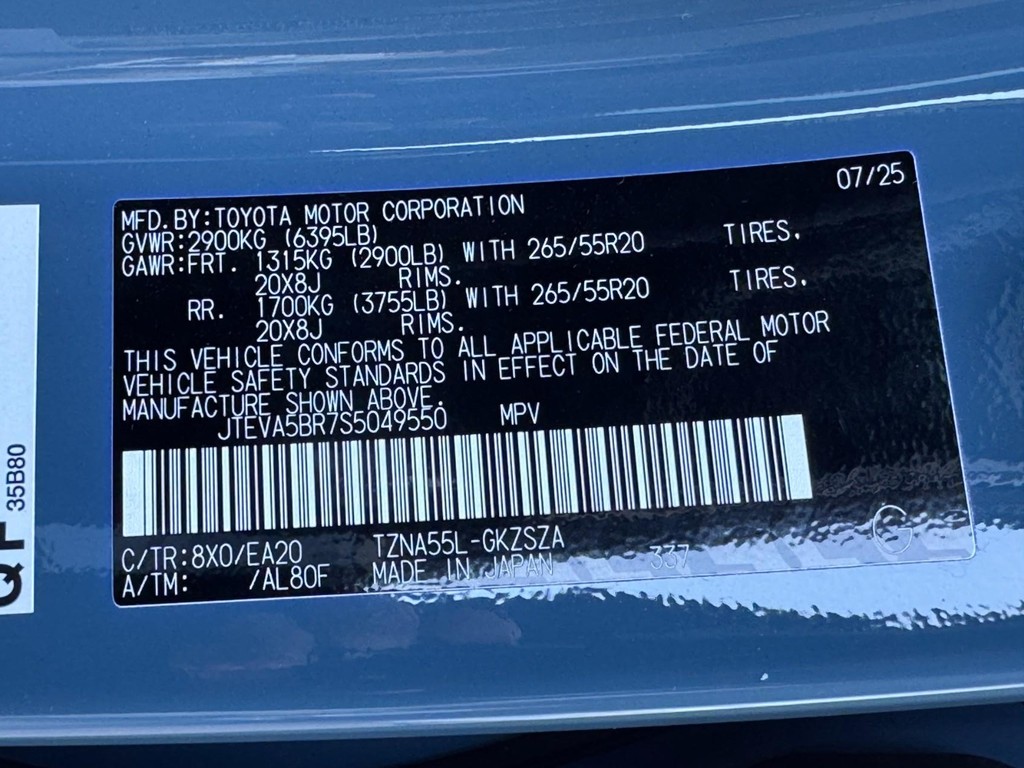 07/25
MFD.BY:TOYOTA MOTOR CORPORATION
GVWR:2900KG (6395LB)
GAWR:FRT. 1315KG (2900LB) WITH 265/55R20 TIRES.
20X8J RIMS.
RR. 1700KG (3755LB) WITH 265/55R20 TIRES.
20X8J RIMS.
THIS VEHICLE CONFORMS TO ALL APPLICABLE FEDERAL MOTOR
VEHICLE SAFETY STANDARDS IN EFFECT ON THE DATE OF
MANUFACTURE SHOWN ABOVE.
JTEVA5BR7S5049550 MPV
C/TR:8X0/EA20 TZNA55L-GKZSZA
A/TM: /AL80F MADE IN JAPAN 337
G
35B80